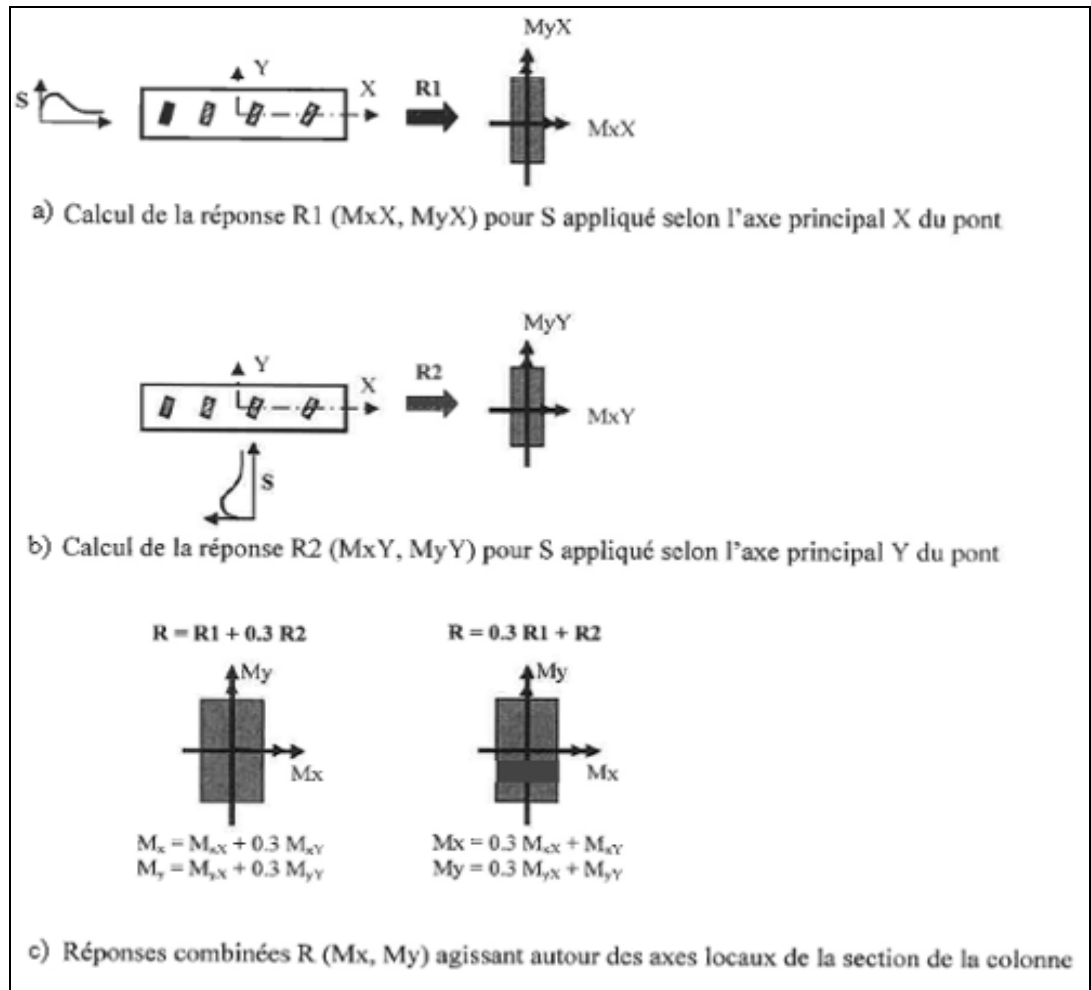 MyX
S
Y
X
R1
MxX
a) Calcul de la réponse R1 (MxX, MyX) pour S appliqué selon l'axe principal X du pont
MyY
Y
X
R2
MxY
S
b) Calcul de la réponse R2 (MxY, MyY) pour S appliqué selon l'axe principal Y du pont
R = R1 + 0.3 R2
R = 0.3 R1 + R2
My
My
Mx
Mx
Mx = MxX + 0.3 MxY
My = MyX + 0.3 MyY
Mx = 0.3 MxX + MxY
My = 0.3 MyX + MyY
c) Réponses combinées R (Mx, My) agissant autour des axes locaux de la section de la colonne